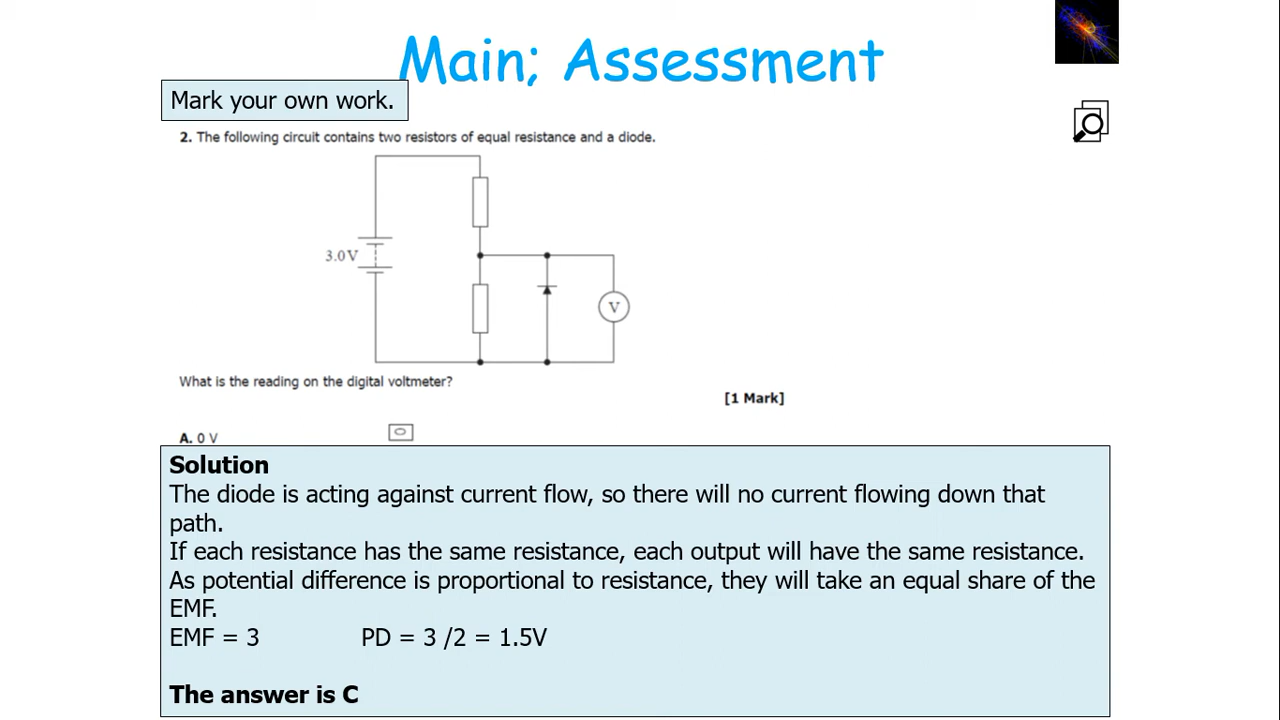 Main; Assessment
Mark your own work.
2. The following circuit contains two resistors of equal resistance and a diode.
3.0V
V
What is the reading on the digital voltmeter?
[1 Mark]
A. 0 V
Solution
The diode is acting against current flow, so there will no current flowing down that
path.
If each resistance has the same resistance, each output will have the same resistance.
As potential difference is proportional to resistance, they will take an equal share of the
EMF.
EMF = 3 PD = 3 /2 = 1.5V
The answer is C